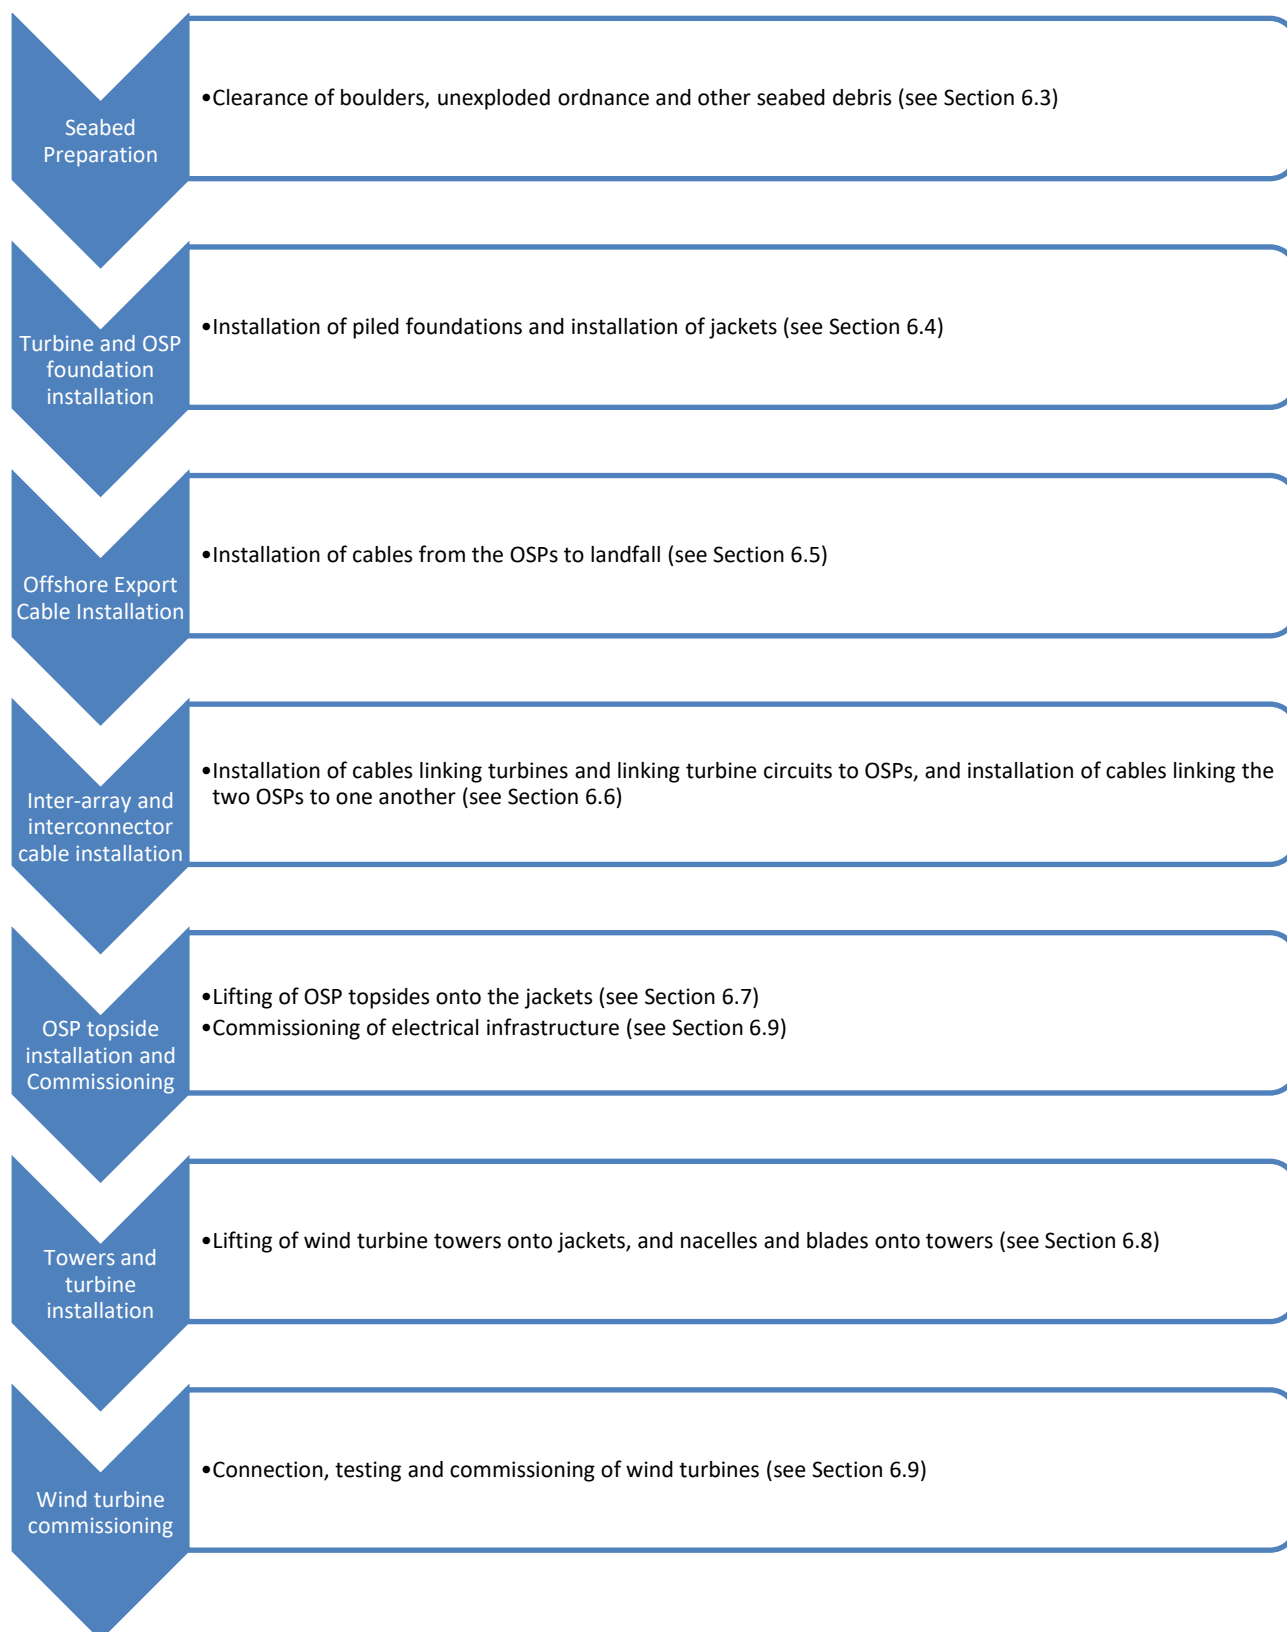 Seabed
Preparation
•Clearance of boulders, unexploded ordnance and other seabed debris (see Section 6.3)
Turbine and OSP
foundation
installation
•Installation of piled foundations and installation of jackets (see Section 6.4)
Offshore Export
Cable Installation
•Installation of cables from the OSPs to landfall (see Section 6.5)
Inter-array and
interconnector
cable installation
•Installation of cables linking turbines and linking turbine circuits to OSPs, and installation of cables linking the
two OSPs to one another (see Section 6.6)
OSP topside
installation and
Commissioning
•Lifting of OSP topsides onto the jackets (see Section 6.7)
•Commissioning of electrical infrastructure (see Section 6.9)
Towers and
turbine
installation
•Lifting of wind turbine towers onto jackets, and nacelles and blades onto towers (see Section 6.8)
Wind turbine
commissioning
•Connection, testing and commissioning of wind turbines (see Section 6.9)